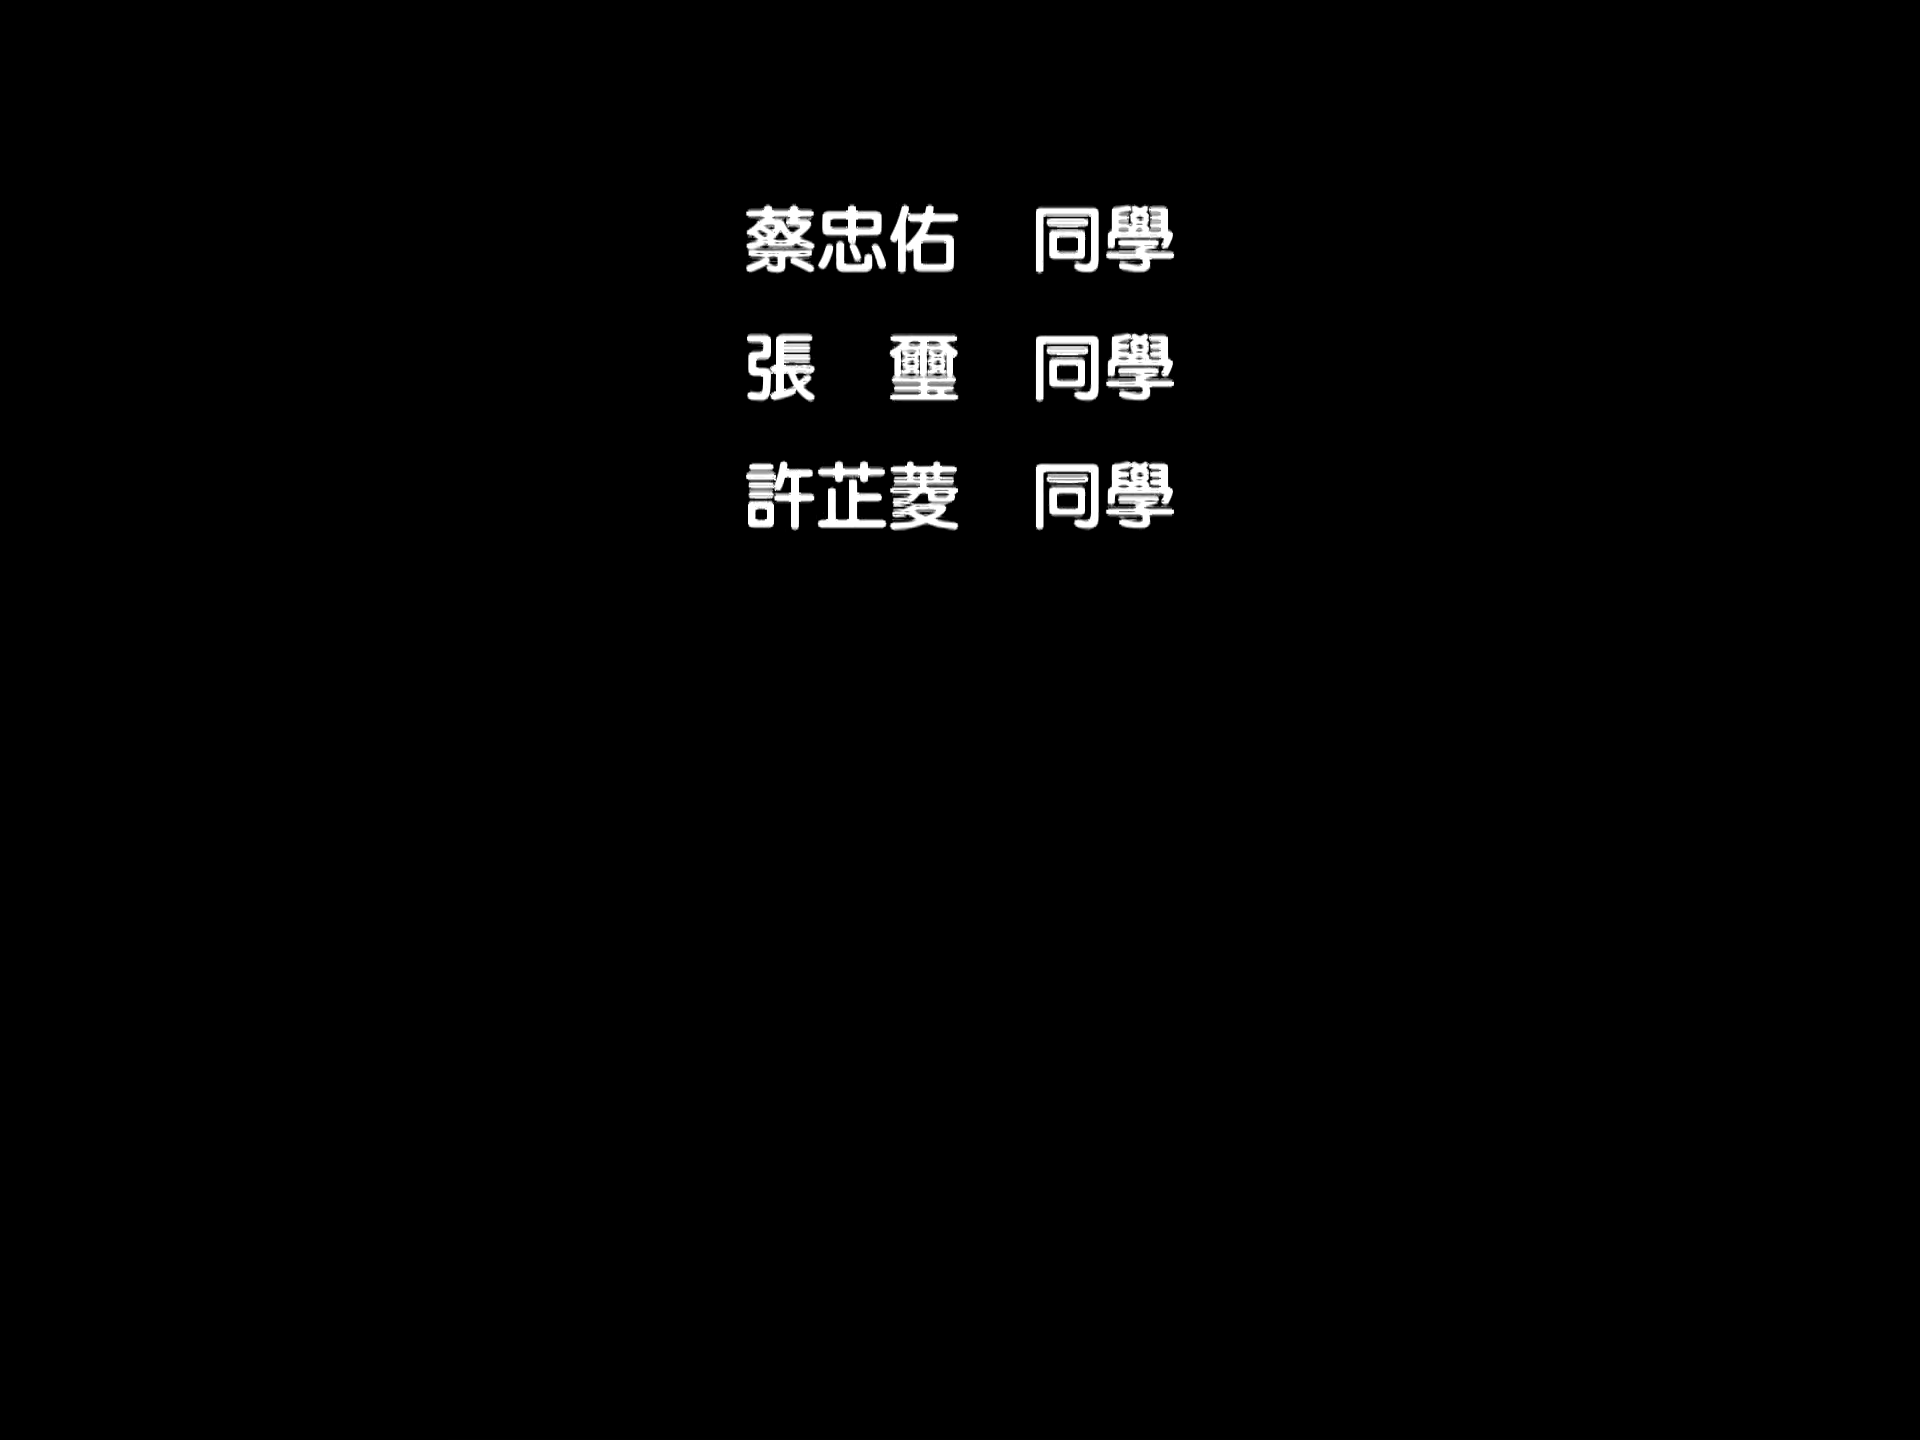 蔡忠佑　同學
張　璽　同學
許芷菱　同學